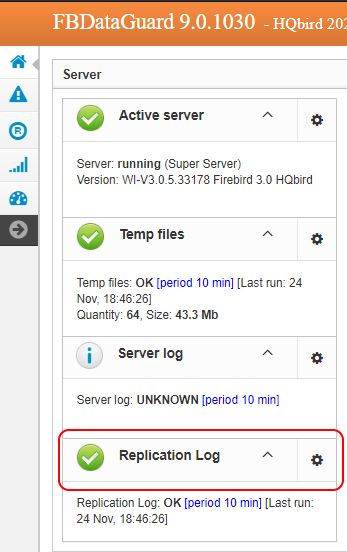 FBDataGuard 9.0.1030 - HQbird 202
Server
Active server
Server: running (Super Server)
Version: WI-V3.0.5.33178 Firebird 3.0 HQbird
Temp files
Temp files: OK [period 10 min] [Last run: 24
Nov, 18:46:26]
Quantity: 64, Size: 43.3 Mb
Server log
Server log: UNKNOWN [period 10 min]
Replication Log
Replication Log: OK [period 10 min] [Last run:
24 Nov, 18:46:26]